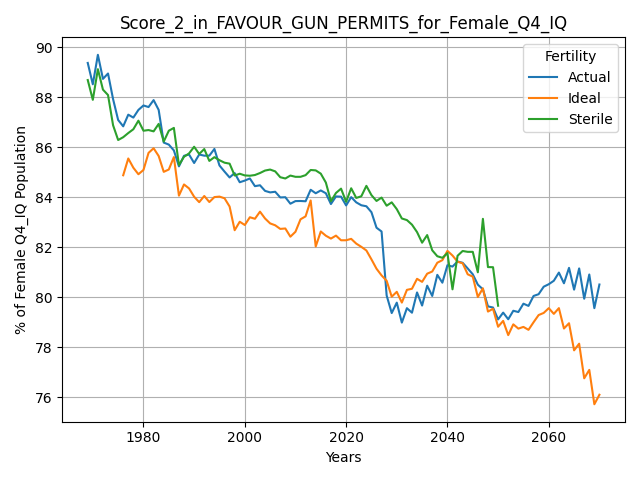 Score_2_in_FAVOUR_GUN_PERMITS_for_Female_Q4_IQ
% of Female Q4_IQ Population
90
88
86
84
82
80
78
76
Fertility
Actual
Ideal
Sterile
1980 2000 2020 2040 2060
Years